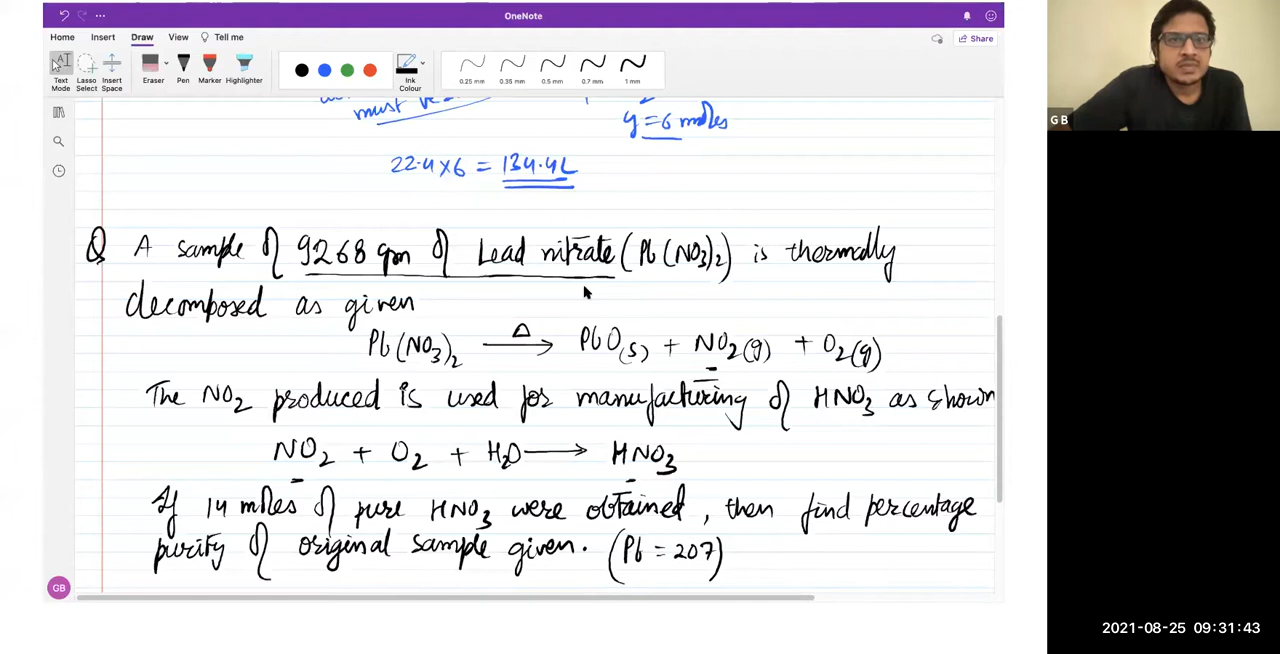 OneNote
Home Insert Draw View Tell me
Share
Text Mode
Lasso Select
Insert Space
Eraser
Pen
Marker
Highlighter
Ink Colour
0.25 mm 0.35 mm 0.5 mm 0.7 mm 1 mm
must
y = 6 moles
22.4 x 6 = 134.4L
Q A sample of 9268 gm of Lead nitrate (Pb(NO3)2) is thermally
decomposed as given
Pb(NO3)2 —Δ→ PbO(s) + NO2(g) + O2(g)
The NO2 produced is used for manufacturing of HNO3 as shown
NO2 + O2 + H2O ⟶ HNO3
If 14 moles of pure HNO3 were obtained, then find percentage
purity of original sample given. (Pb = 207)
GB
GB
2021-08-25 09:31:43